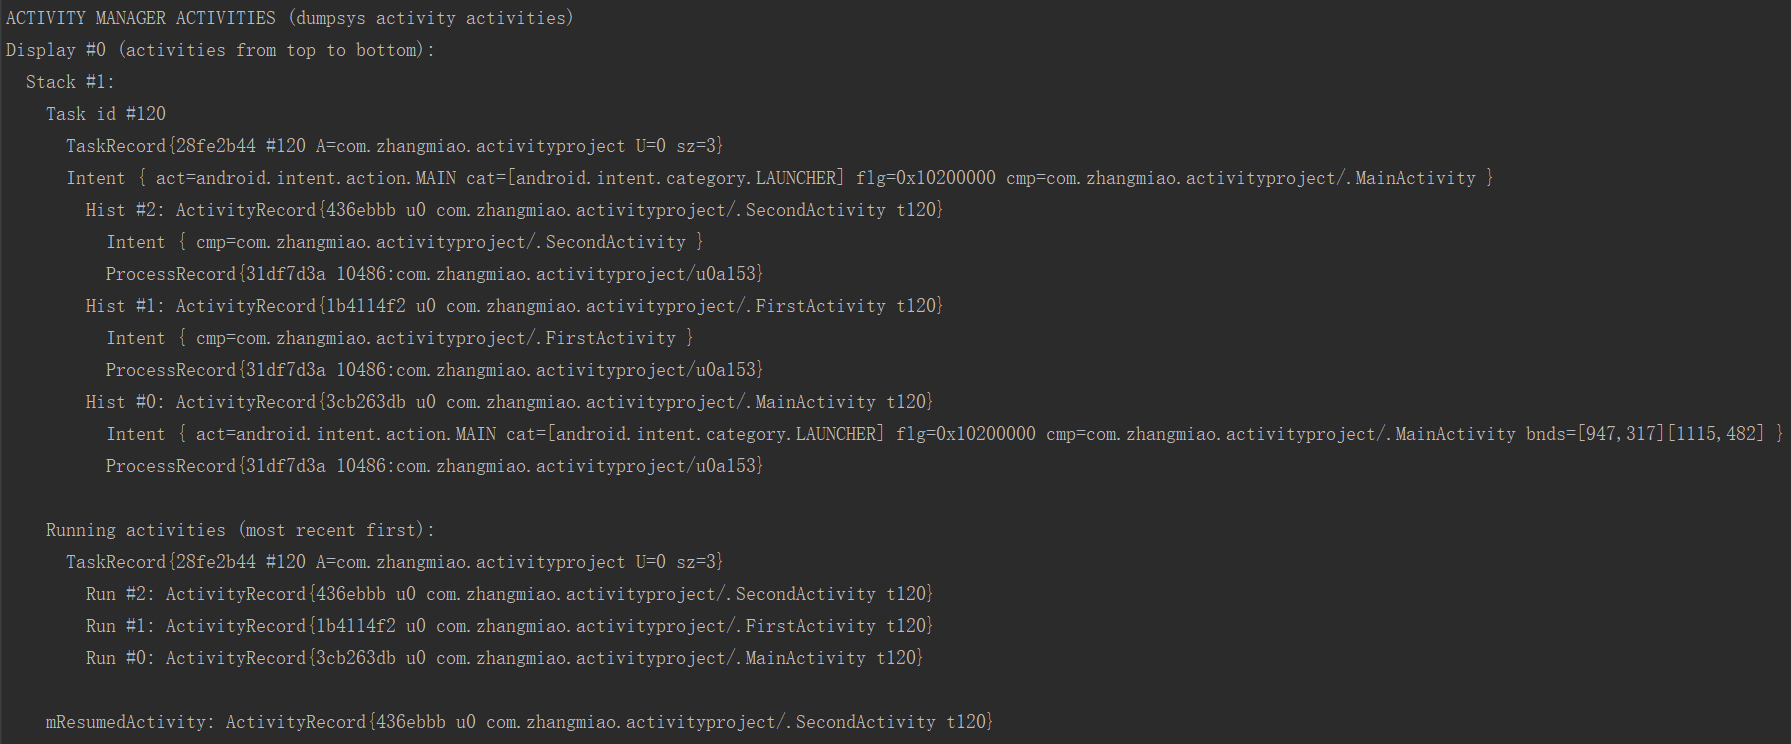 ACTIVITY MANAGER ACTIVITIES (dumpsys activity activities)
Display #0 (activities from top to bottom):
Stack #1:
Task id #120
TaskRecord{28fe2b44 #120 A=com.zhangmiao.activityproject U=0 sz=3}
Intent { act=android.intent.action.MAIN cat=[android.intent.category.LAUNCHER] flg=0x10200000 cmp=com.zhangmiao.activityproject/.MainActivity }
Hist #2: ActivityRecord{436ebbb u0 com.zhangmiao.activityproject/.SecondActivity t120}
Intent { cmp=com.zhangmiao.activityproject/.SecondActivity }
ProcessRecord{31df7d3a 10486:com.zhangmiao.activityproject/u0a153}
Hist #1: ActivityRecord{1b4114f2 u0 com.zhangmiao.activityproject/.FirstActivity t120}
Intent { cmp=com.zhangmiao.activityproject/.FirstActivity }
ProcessRecord{31df7d3a 10486:com.zhangmiao.activityproject/u0a153}
Hist #0: ActivityRecord{3cb263db u0 com.zhangmiao.activityproject/.MainActivity t120}
Intent { act=android.intent.action.MAIN cat=[android.intent.category.LAUNCHER] flg=0x10200000 cmp=com.zhangmiao.activityproject/.MainActivity bnds=[947,317][1115,482] }
ProcessRecord{31df7d3a 10486:com.zhangmiao.activityproject/u0a153}
Running activities (most recent first):
TaskRecord{28fe2b44 #120 A=com.zhangmiao.activityproject U=0 sz=3}
Run #2: ActivityRecord{436ebbb u0 com.zhangmiao.activityproject/.SecondActivity t120}
Run #1: ActivityRecord{1b4114f2 u0 com.zhangmiao.activityproject/.FirstActivity t120}
Run #0: ActivityRecord{3cb263db u0 com.zhangmiao.activityproject/.MainActivity t120}
mResumedActivity: ActivityRecord{436ebbb u0 com.zhangmiao.activityproject/.SecondActivity t120}